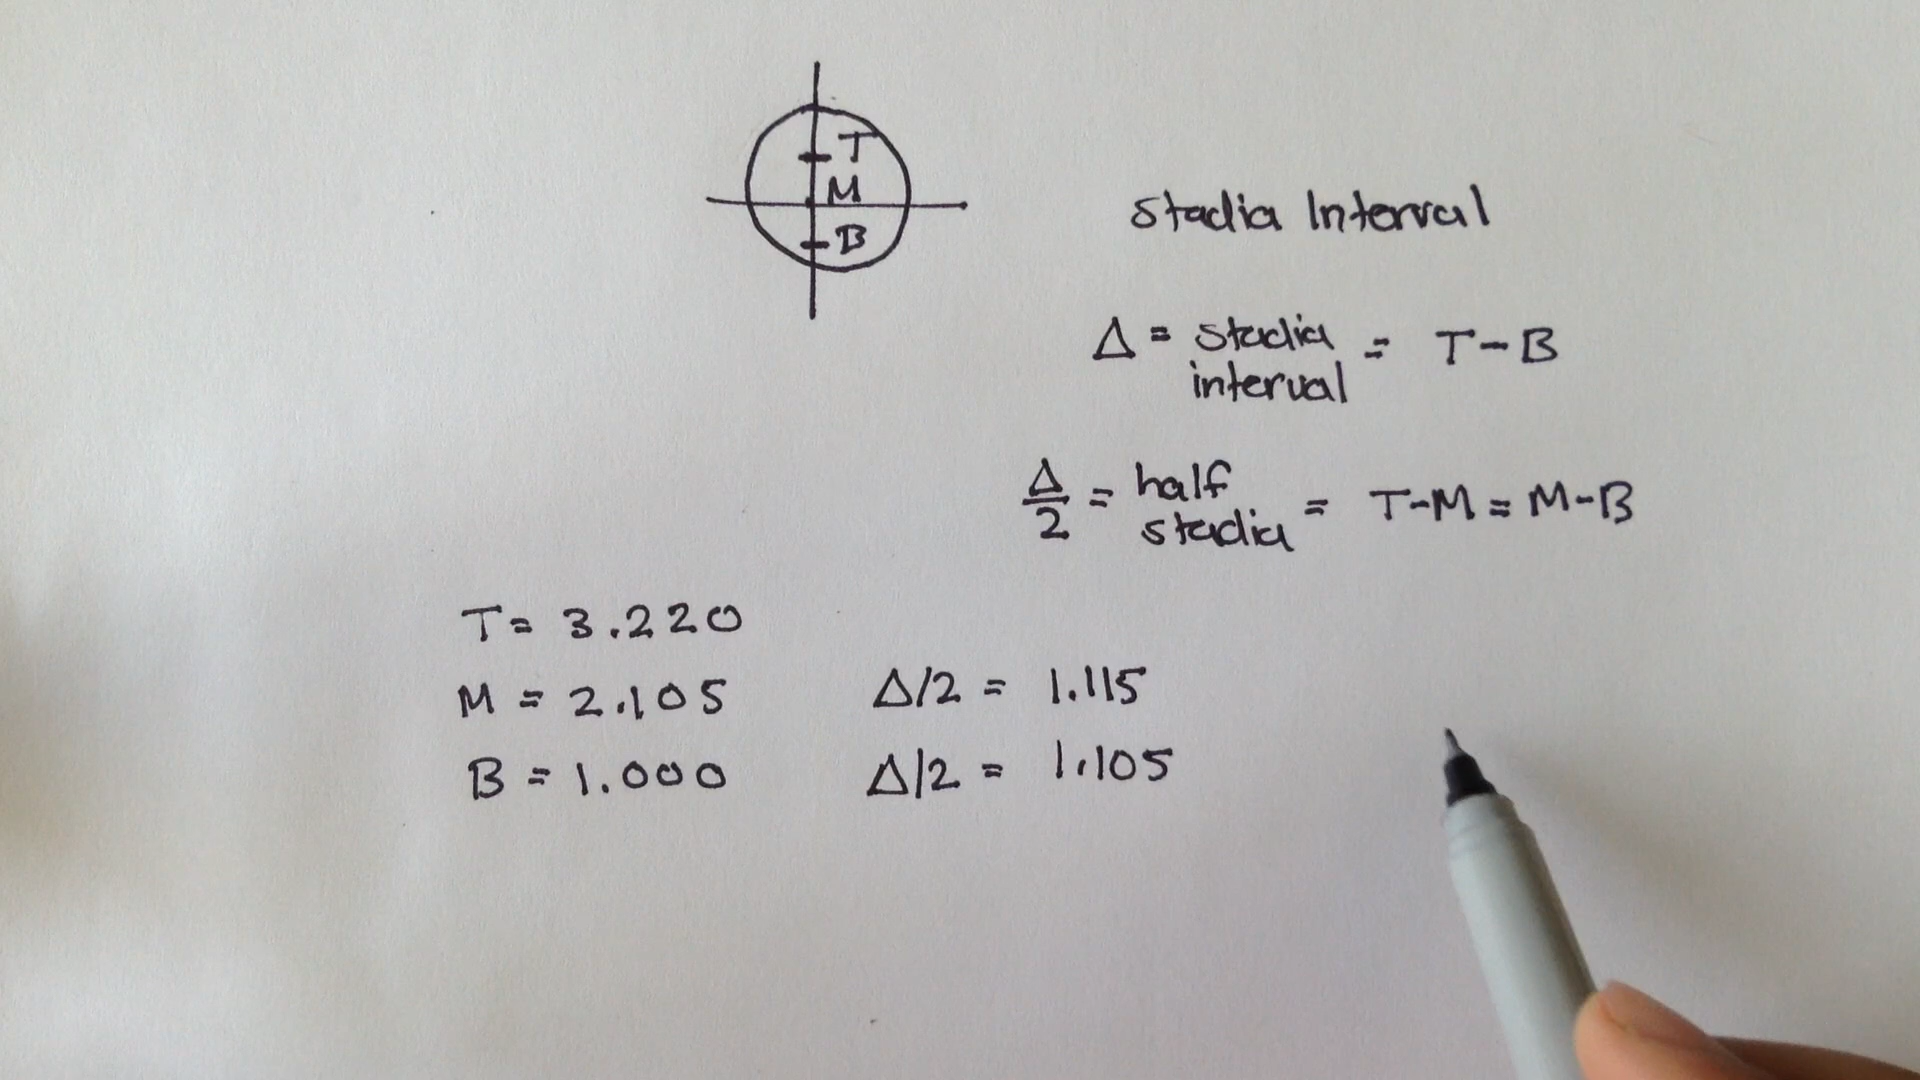 T
M
B
Stadia Interval
Δ = stadia interval = T-B
Δ/2 = half stadia = T-M = M-B
T = 3.220
M = 2.105 Δ/2 = 1.115
B = 1.000 Δ/2 = 1.105